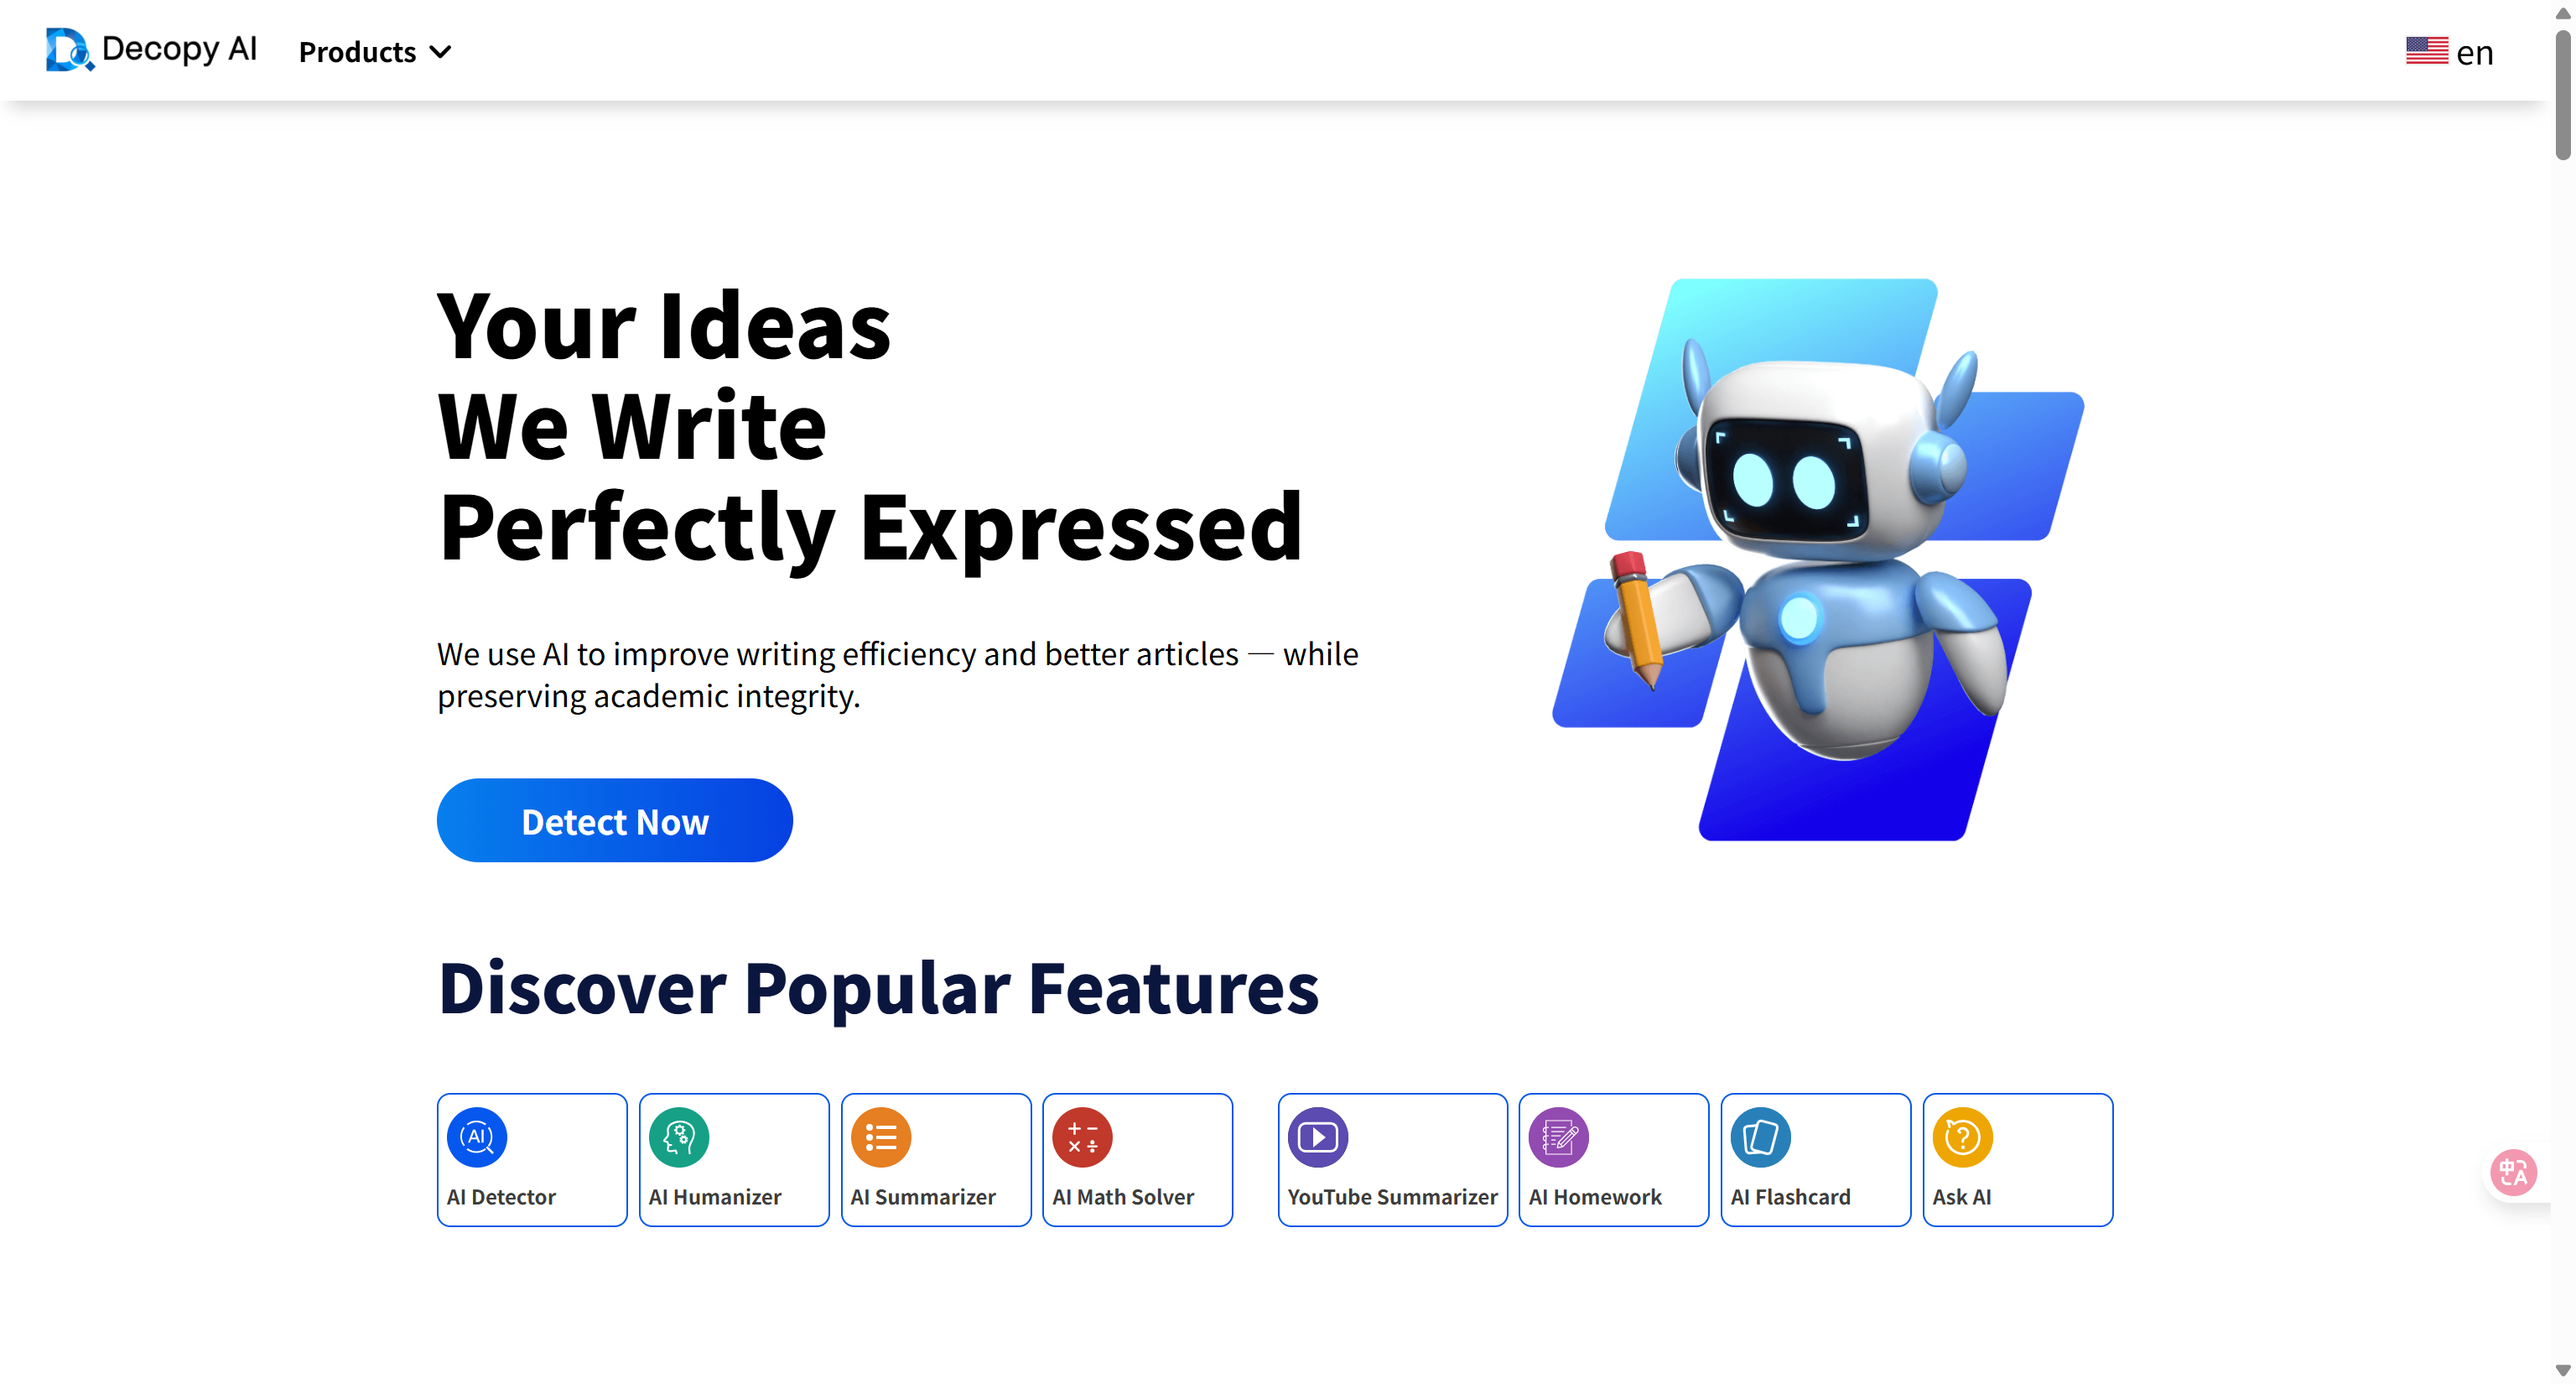 Decopy AI
Products
en
Your Ideas
We Write
Perfectly Expressed
We use AI to improve writing efficiency and better articles — while
preserving academic integrity.
Detect Now
Discover Popular Features
AI
AI Detector
AI Humanizer
AI Summarizer
AI Math Solver
YouTube Summarizer
AI Homework
AI Flashcard
?
Ask AI
中 A